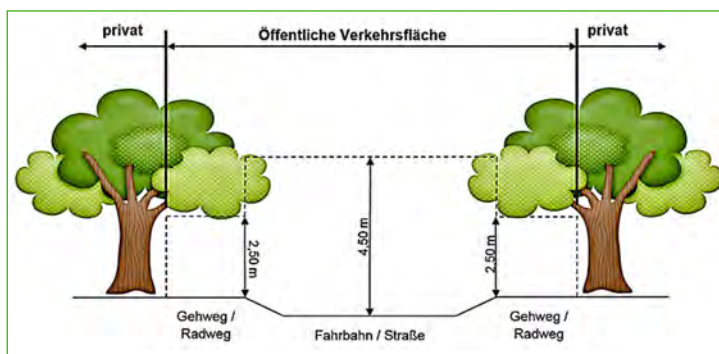 privat
Öffentliche Verkehrsfläche
privat
2,50 m
4,50 m
2,50 m
Gehweg /
Radweg
Fahrbahn / Straße
Gehweg /
Radweg